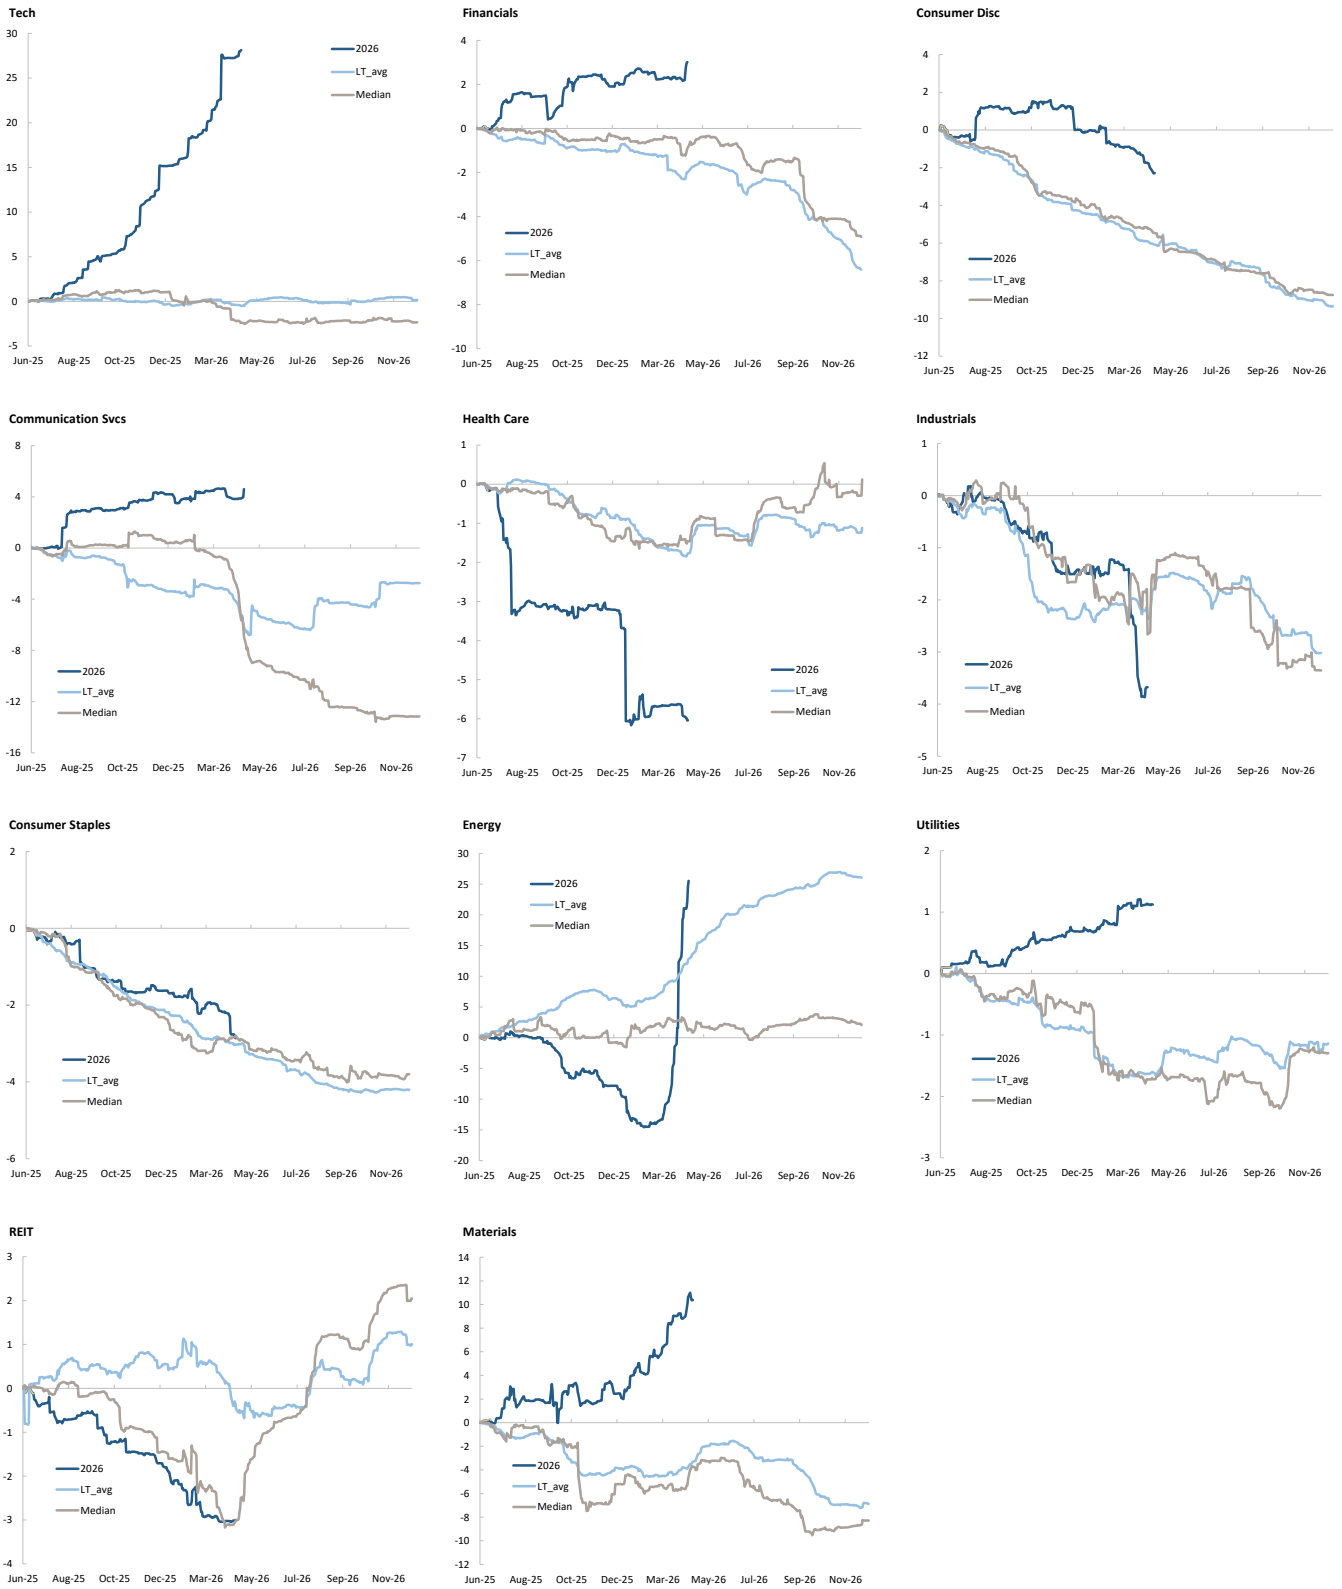 Tech
30
25
20
15
10
5
0
-5
2026
LT_avg
Median
Jun-25 Aug-25 Oct-25 Dec-25 Mar-26 May-26 Jul-26 Sep-26 Nov-26
Financials
4
2
0
-2
-4
-6
-8
-10
2026
LT_avg
Median
Jun-25 Aug-25 Oct-25 Dec-25 Mar-26 May-26 Jul-26 Sep-26 Nov-26
Consumer Disc
4
2
0
-2
-4
-6
-8
-10
-12
2026
LT_avg
Median
Jun-25 Aug-25 Oct-25 Dec-25 Mar-26 May-26 Jul-26 Sep-26 Nov-26
Communication Svcs
8
4
0
-4
-8
-12
-16
2026
LT_avg
Median
Jun-25 Aug-25 Oct-25 Dec-25 Mar-26 May-26 Jul-26 Sep-26 Nov-26
Health Care
1
0
-1
-2
-3
-4
-5
-6
-7
2026
LT_avg
Median
Jun-25 Aug-25 Oct-25 Dec-25 Mar-26 May-26 Jul-26 Sep-26 Nov-26
Industrials
1
0
-1
-2
-3
-4
-5
2026
LT_avg
Median
Jun-25 Aug-25 Oct-25 Dec-25 Mar-26 May-26 Jul-26 Sep-26 Nov-26
Consumer Staples
2
0
-2
-4
-6
2026
LT_avg
Median
Jun-25 Aug-25 Oct-25 Dec-25 Mar-26 May-26 Jul-26 Sep-26 Nov-26
Energy
30
25
20
15
10
5
0
-5
-10
-15
-20
2026
LT_avg
Median
Jun-25 Aug-25 Oct-25 Dec-25 Mar-26 May-26 Jul-26 Sep-26 Nov-26
Utilities
2
1
0
-1
-2
-3
2026
LT_avg
Median
Jun-25 Aug-25 Oct-25 Dec-25 Mar-26 May-26 Jul-26 Sep-26 Nov-26
REIT
3
2
1
0
-1
-2
-3
-4
2026
LT_avg
Median
Jun-25 Aug-25 Oct-25 Dec-25 Mar-26 May-26 Jul-26 Sep-26 Nov-26
Materials
14
12
10
8
6
4
2
0
-2
-4
-6
-8
-10
-12
2026
LT_avg
Median
Jun-25 Aug-25 Oct-25 Dec-25 Mar-26 May-26 Jul-26 Sep-26 Nov-26